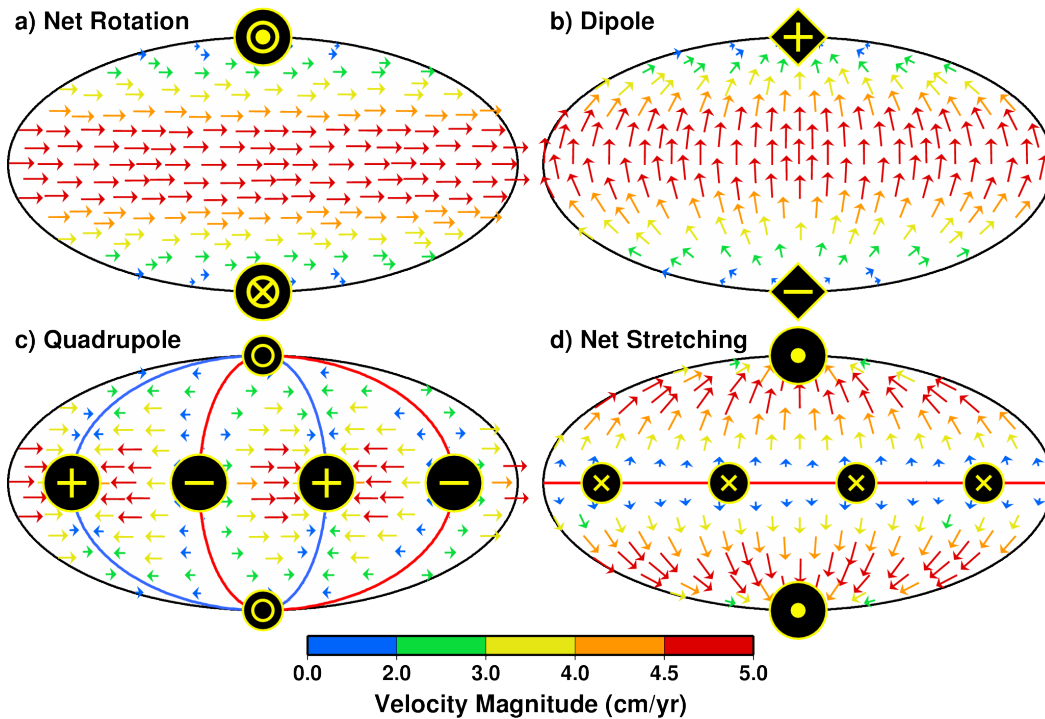 a) Net Rotation
b) Dipole
c) Quadrupole
d) Net Stretching
0.0 2.0 3.0 4.0 4.5 5.0
Velocity Magnitude (cm/yr)